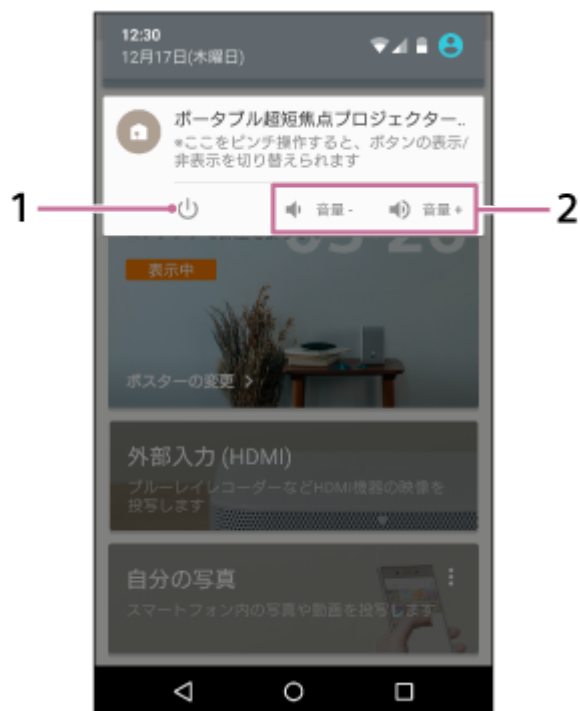 12:30
12月17日(木曜日)
ポータブル超短焦点プロジェクター..
※ここをピンチ操作すると、ボタンの表示/
非表示を切り替えられます
1
音量 -
音量 +
2
表示中
ポスターの変更 >
外部入力 (HDMI)
ブルーレイレコーダーなどHDMI機器の映像を
投写します
自分の写真
スマートフォン内の写真や動画を投写します